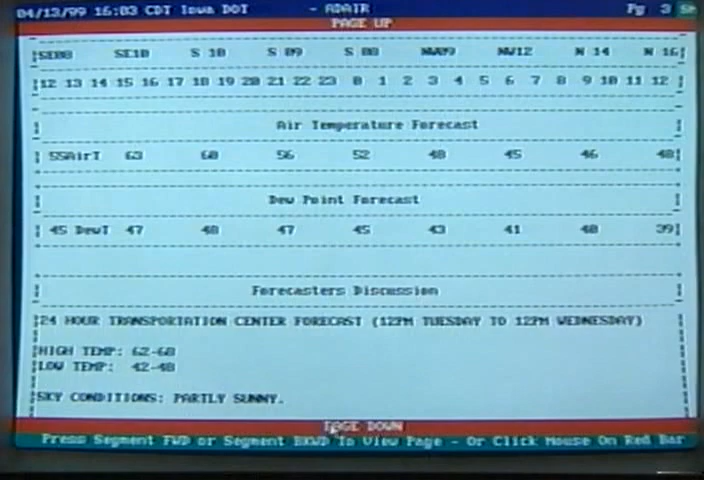 04/13/99 16:03 CDT Iowa DOT - ADAIR Pg 3
PAGE UP
SE08 SE10 S 10 S 09 S 08 NW09 NW12 N 14 N 16
12 13 14 15 16 17 18 19 20 21 22 23 0 1 2 3 4 5 6 7 8 9 10 11 12
Air Temperature Forecast
55AirT 63 60 56 52 48 45 46 48
Dew Point Forecast
45 DewT 47 48 47 45 43 41 40 39
Forecasters Discussion
24 HOUR TRANSPORTATION CENTER FORECAST (12PM TUESDAY TO 12PM WEDNESDAY)
HIGH TEMP: 62-68
LOW TEMP: 42-48
SKY CONDITIONS: PARTLY SUNNY.
PAGE DOWN
Press Segment FWD or Segment BKWD To View Page - Or Click Mouse On Red Bar